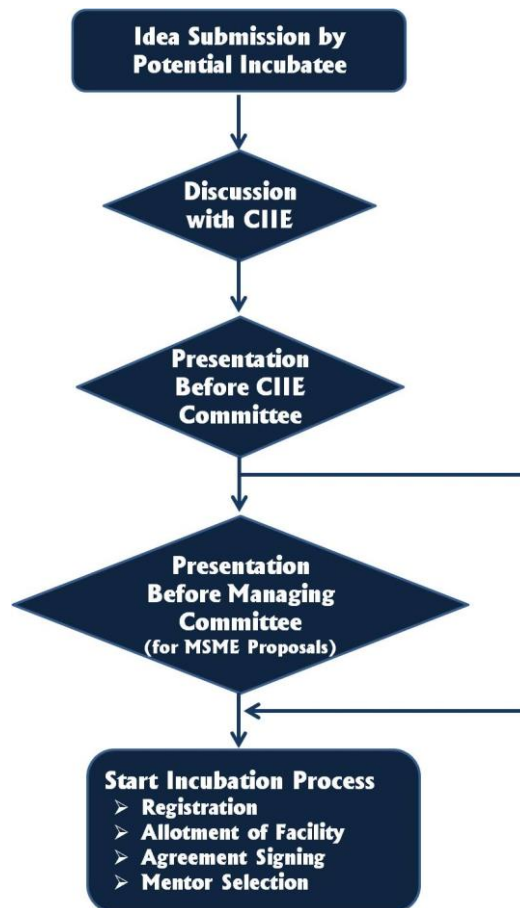 Idea Submission by
Potential Incubatee
Discussion
with CIIE
Presentation
Before CIIE
Committee
Presentation
Before Managing
Committee
(for MSME Proposals)
Start Incubation Process
➢ Registration
➢ Allotment of Facility
➢ Agreement Signing
➢ Mentor Selection